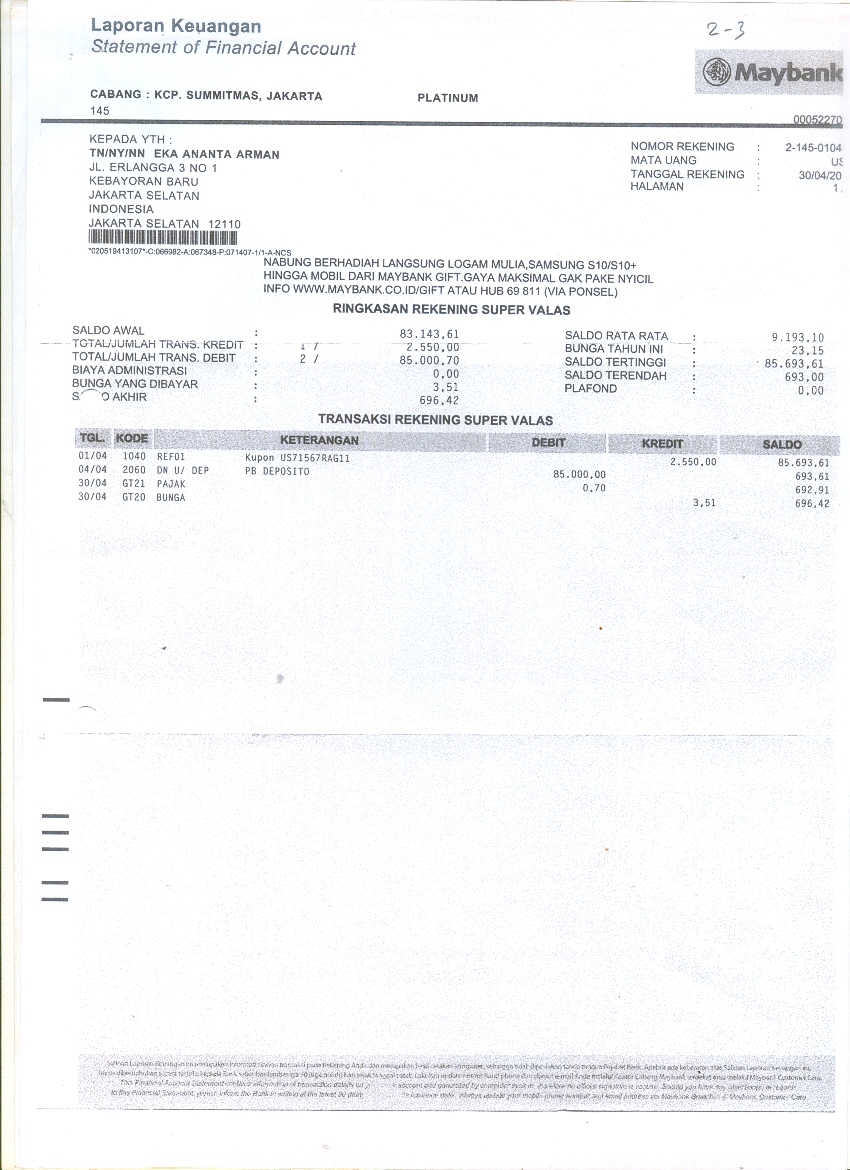 Laporan Keuangan
Statement of Financial Account
2-3
Maybank
CABANG : KCP. SUMMITMAS, JAKARTA PLATINUM
145
00052270
KEPADA YTH :
TN/NY/NN EKA ANANTA ARMAN
JL. ERLANGGA 3 NO 1
KEBAYORAN BARU
JAKARTA SELATAN
INDONESIA
JAKARTA SELATAN 12110
*020519413107*-C:066982-A:067348-P:071407-1/1-A-NCS
NOMOR REKENING : 2-145-0104
MATA UANG : US
TANGGAL REKENING : 30/04/20
HALAMAN : 1.
NABUNG BERHADIAH LANGSUNG LOGAM MULIA,SAMSUNG S10/S10+
HINGGA MOBIL DARI MAYBANK GIFT.GAYA MAKSIMAL GAK PAKE NYICIL
INFO WWW.MAYBANK.CO.ID/GIFT ATAU HUB 69 811 (VIA PONSEL)
RINGKASAN REKENING SUPER VALAS
SALDO AWAL : 83.143,61
TOTAL/JUMLAH TRANS. KREDIT : 1 / 2.550,00
TOTAL/JUMLAH TRANS. DEBIT : 2 / 85.000,70
BIAYA ADMINISTRASI : 0,00
BUNGA YANG DIBAYAR : 3,51
AKHIR : 696,42
SALDO RATA RATA : 9.193,10
BUNGA TAHUN INI : 23,15
SALDO TERTINGGI : 85.693,61
SALDO TERENDAH : 693,00
PLAFOND : 0,00
TRANSAKSI REKENING SUPER VALAS
TGL. KODE KETERANGAN DEBIT KREDIT SALDO
01/04 1040 REF01 Kupon US71567RAG11 2.550,00 85.693,61
04/04 2060 DN U/ DEP PB DEPOSITO 85.000,00 693,61
30/04 GT21 PAJAK 0,70 692,91
30/04 GT20 BUNGA 3,51 696,42